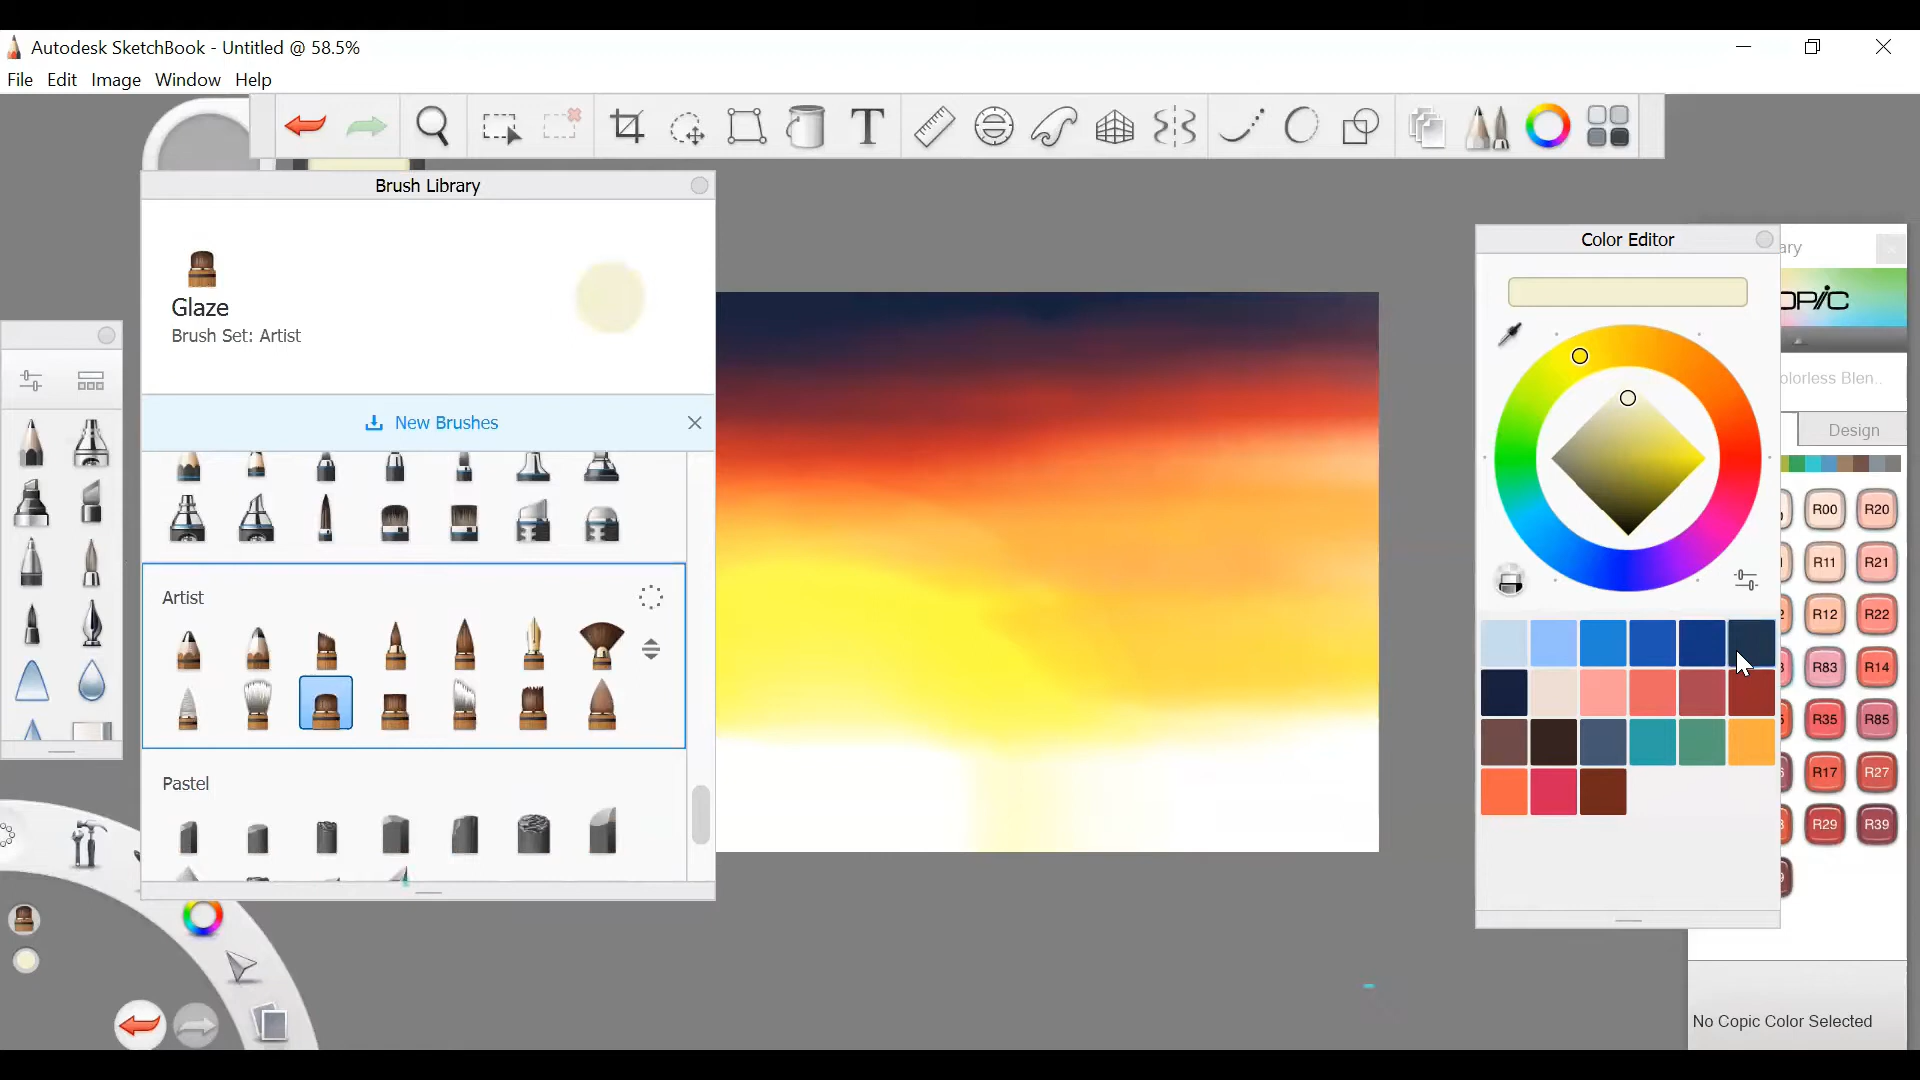 Autodesk SketchBook - Untitled @ 58.5%
File Edit Image Window Help
T
Brush Library
Color Editor
Glaze
Brush Set: Artist
New Brushes
Design
Artist
R00 R20
R11 R21
R12 R22
R83 R14
R35 R85
R17 R27
R29 R39
Pastel
No Copic Color Selected